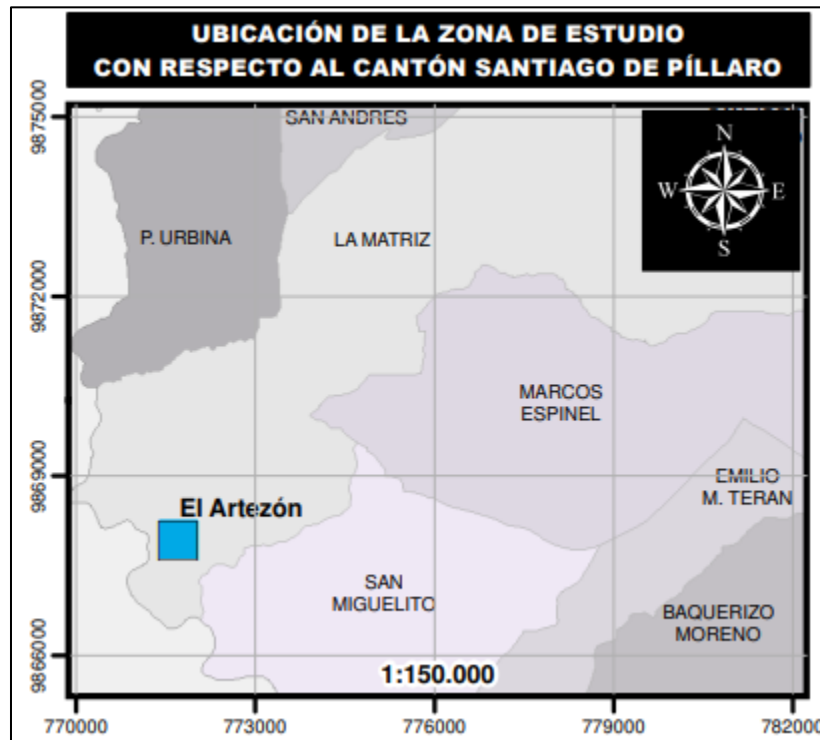 UBICACIÓN DE LA ZONA DE ESTUDIO
CON RESPECTO AL CANTÓN SANTIAGO DE PÍLLARO
9875000
SAN ANDRES
N
W
E
S
P. URBINA
LA MATRIZ
9872000
MARCOS
ESPINEL
9869000
EMILIO
M. TERAN
El Artezón
SAN
MIGUELITO
BAQUERIZO
MORENO
9866000
1:150.000
770000
773000
776000
779000
782000